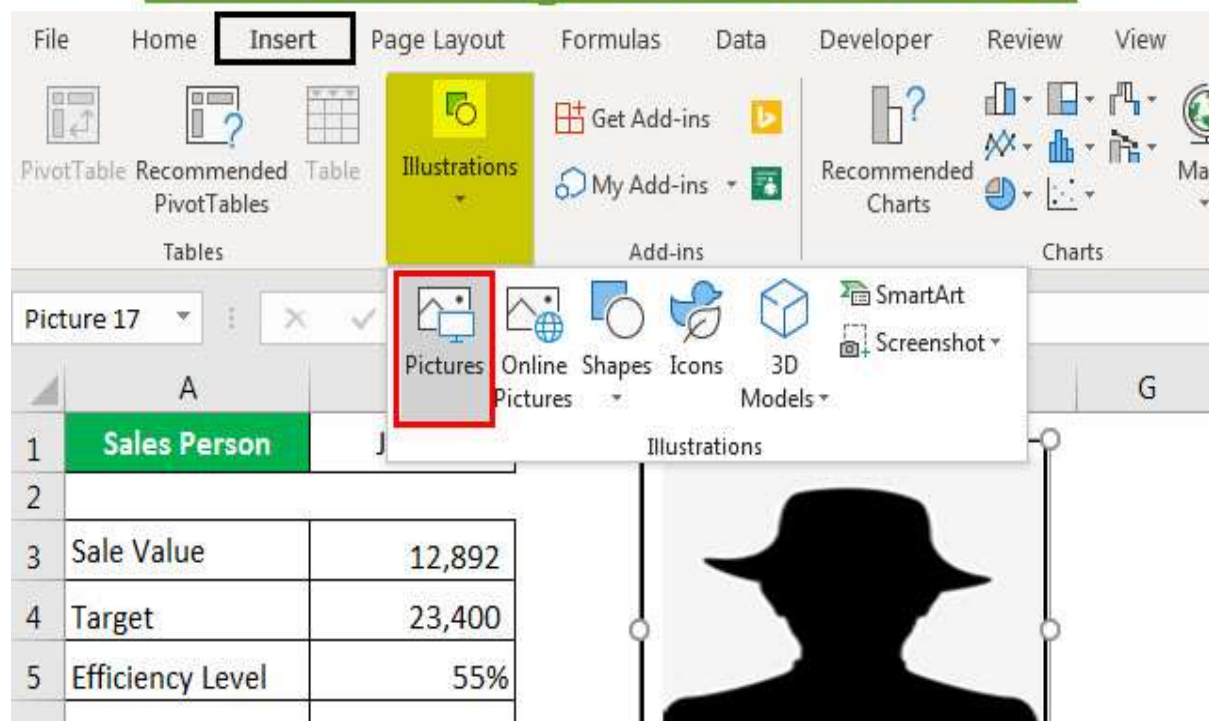 File Home Insert Page Layout Formulas Data Developer Review View
PivotTable Recommended PivotTables Table
Illustrations
Get Add-ins
My Add-ins
Recommended Charts
Tables
Add-ins
Charts
Picture 17
Pictures Online Pictures Shapes Icons 3D Models
SmartArt
Screenshot
Illustrations
A G
1 Sales Person
2
3 Sale Value 12,892
4 Target 23,400
5 Efficiency Level 55%